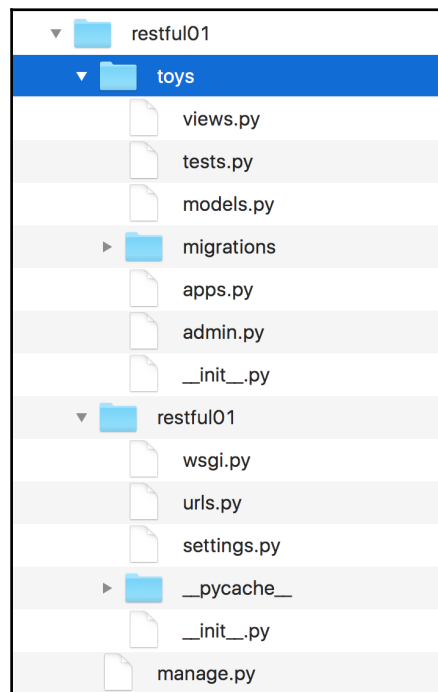 restful01
toys
views.py
tests.py
models.py
migrations
apps.py
admin.py
__init__.py
restful01
wsgi.py
urls.py
settings.py
__pycache__
__init__.py
manage.py